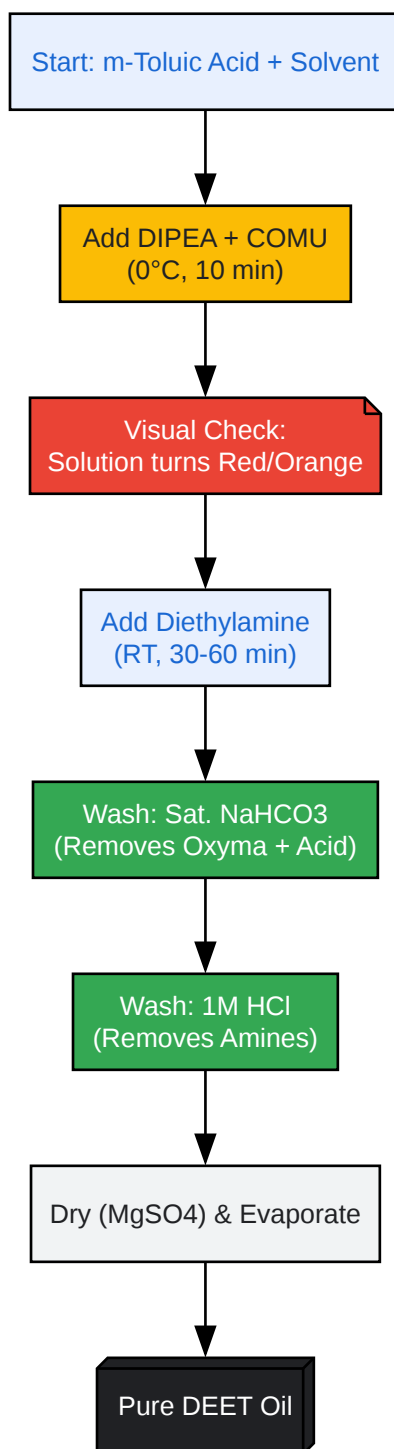 Start: m-Toluic Acid + Solvent
Add DIPEA + COMU
(0°C, 10 min)
Visual Check:
Solution turns Red/Orange
Add Diethylamine
(RT, 30-60 min)
Wash: Sat. NaHCO3
(Removes Oxyma + Acid)
Wash: 1M HCl
(Removes Amines)
Dry (MgSO4) & Evaporate
Pure DEET Oil